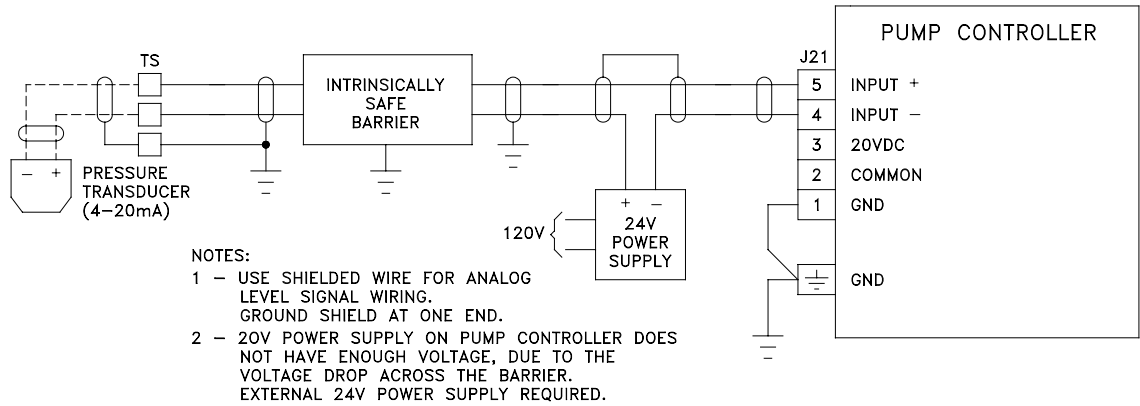 PUMP CONTROLLER
TS
J21
5 INPUT +
4 INPUT –
3 20VDC
2 COMMON
1 GND
GND
INTRINSICALLY
SAFE
BARRIER
– +
PRESSURE
TRANSDUCER
(4–20mA)
+ –
24V
POWER
SUPPLY
120V
NOTES:
1 – USE SHIELDED WIRE FOR ANALOG
LEVEL SIGNAL WIRING.
GROUND SHIELD AT ONE END.
2 – 20V POWER SUPPLY ON PUMP CONTROLLER DOES
NOT HAVE ENOUGH VOLTAGE, DUE TO THE
VOLTAGE DROP ACROSS THE BARRIER.
EXTERNAL 24V POWER SUPPLY REQUIRED.